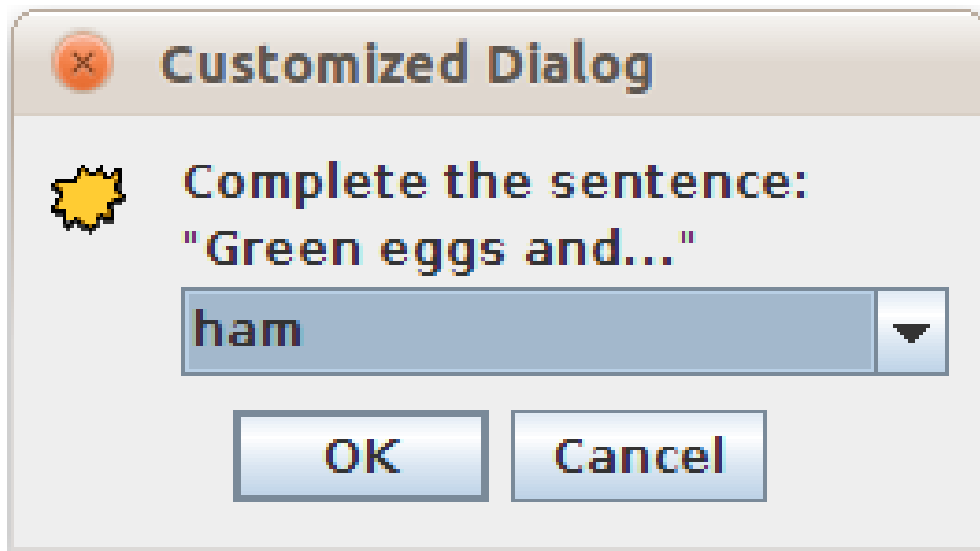 Customized Dialog
Complete the sentence:
"Green eggs and..."
ham
OK Cancel